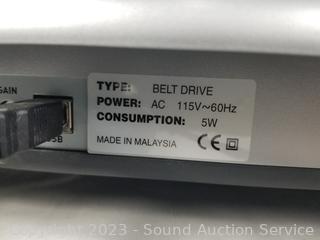 GAIN
USB
TYPE: BELT DRIVE
POWER: AC 115V~60Hz
CONSUMPTION: 5W
MADE IN MALAYSIA CE
Copyright 2023 - Sound Auction Service